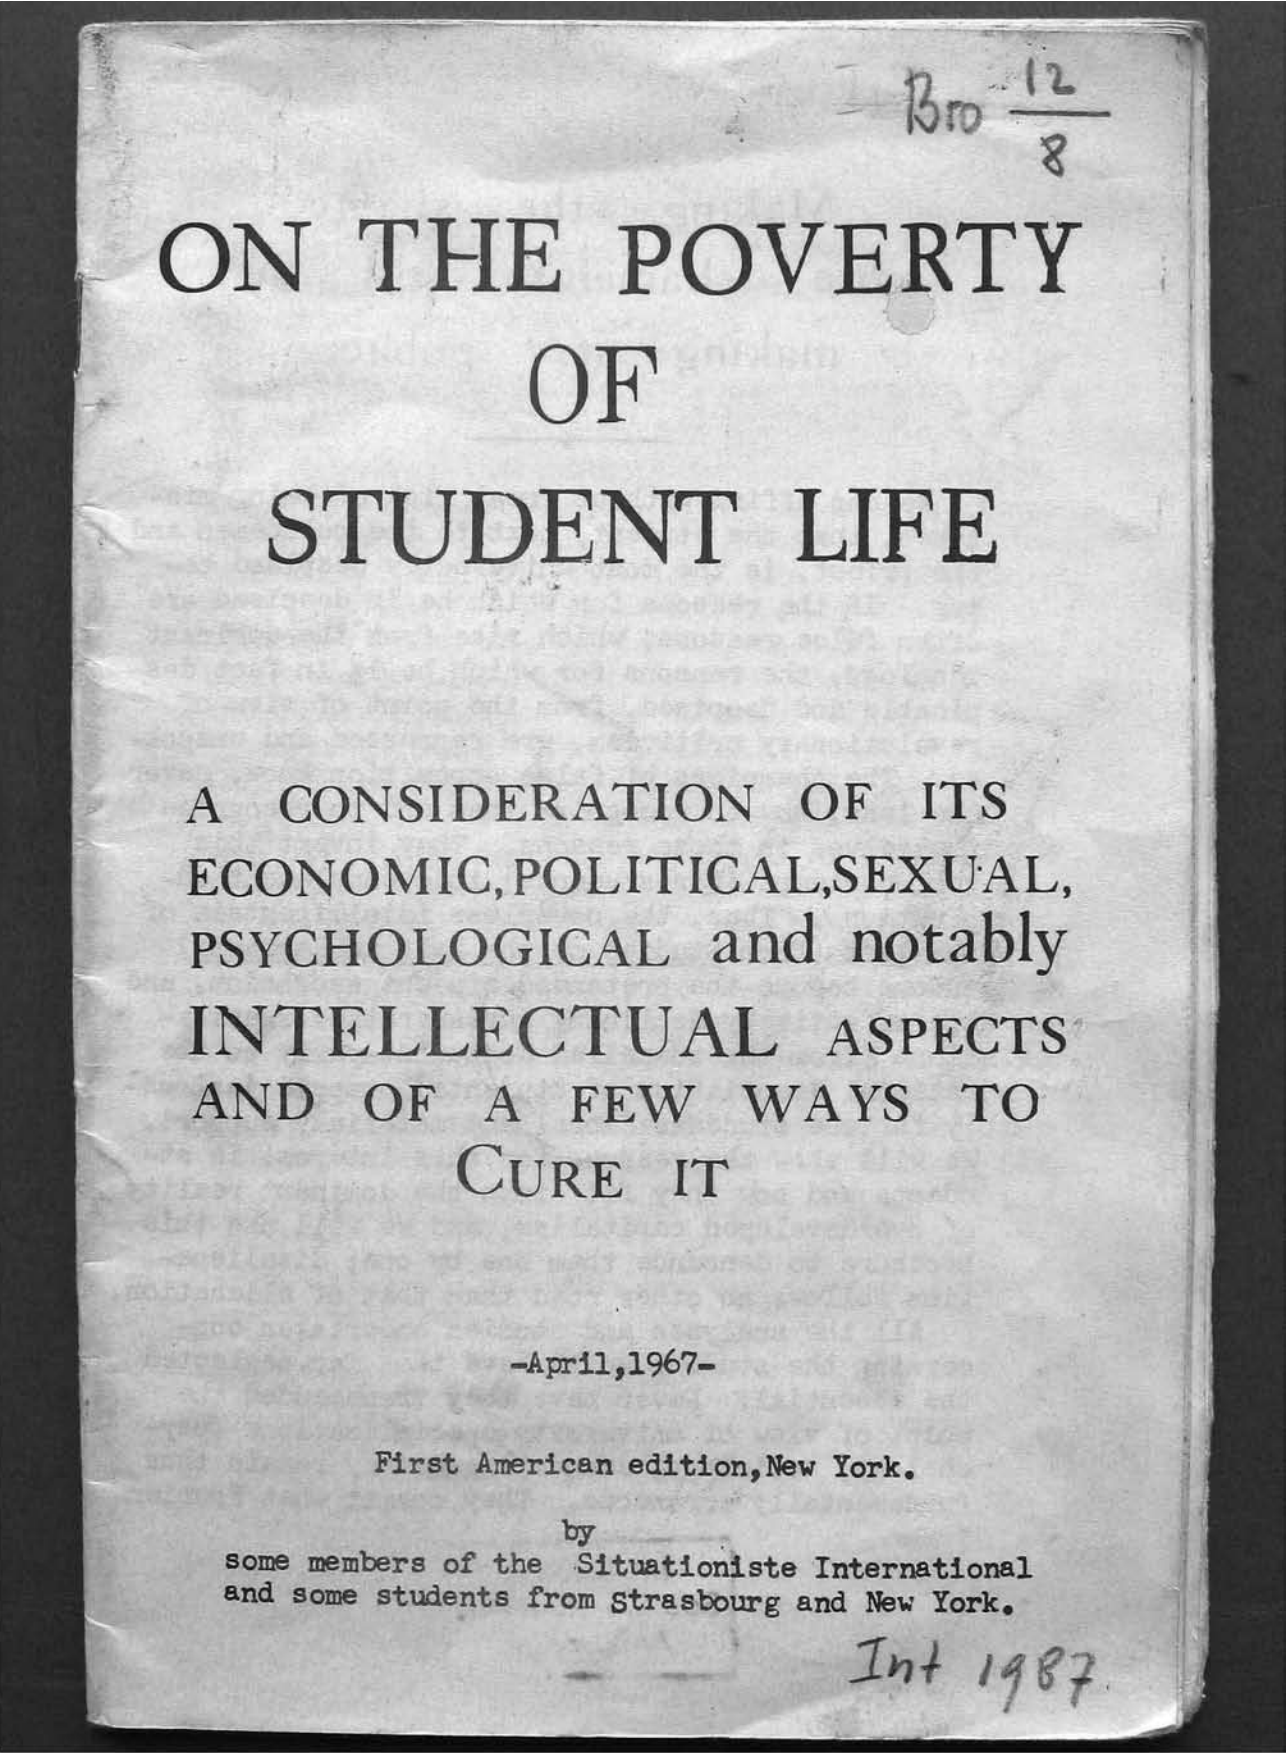 Bro 12
8
ON THE POVERTY
OF
STUDENT LIFE
A CONSIDERATION OF ITS
ECONOMIC, POLITICAL, SEXUAL,
PSYCHOLOGICAL and notably
INTELLECTUAL ASPECTS
AND OF A FEW WAYS TO
CURE IT
-April,1967-
First American edition,New York.
by
some members of the Situationiste International
and some students from Strasbourg and New York.
Int 1987